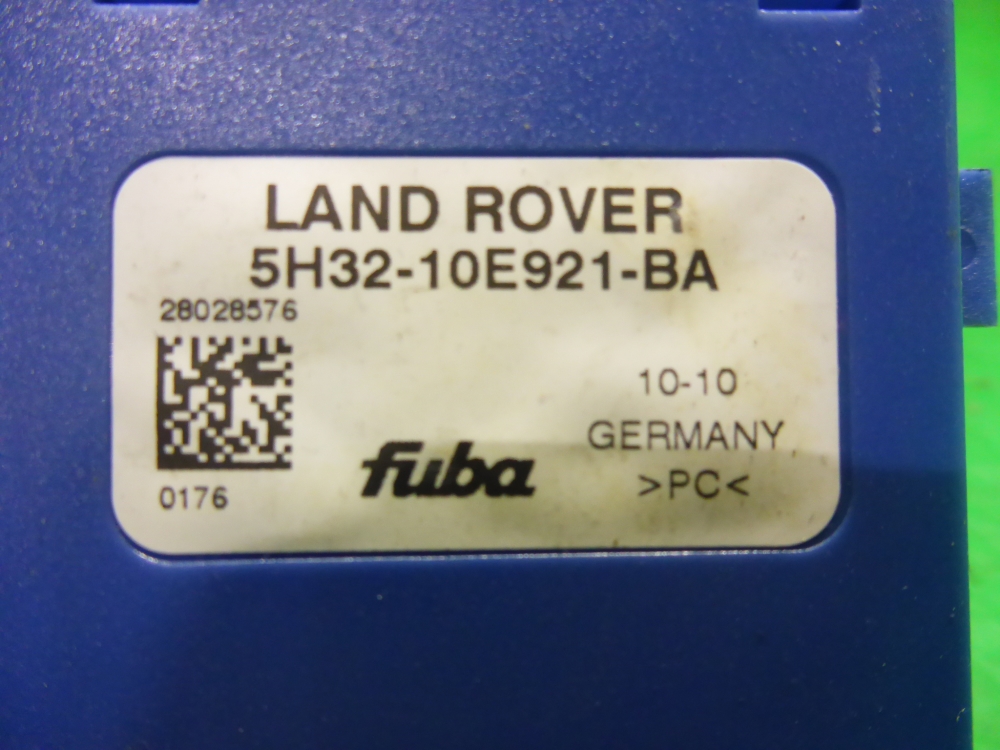 LAND ROVER
5H32-10E921-BA
28028576
10-10
GERMANY
fuba
>PC<
0176